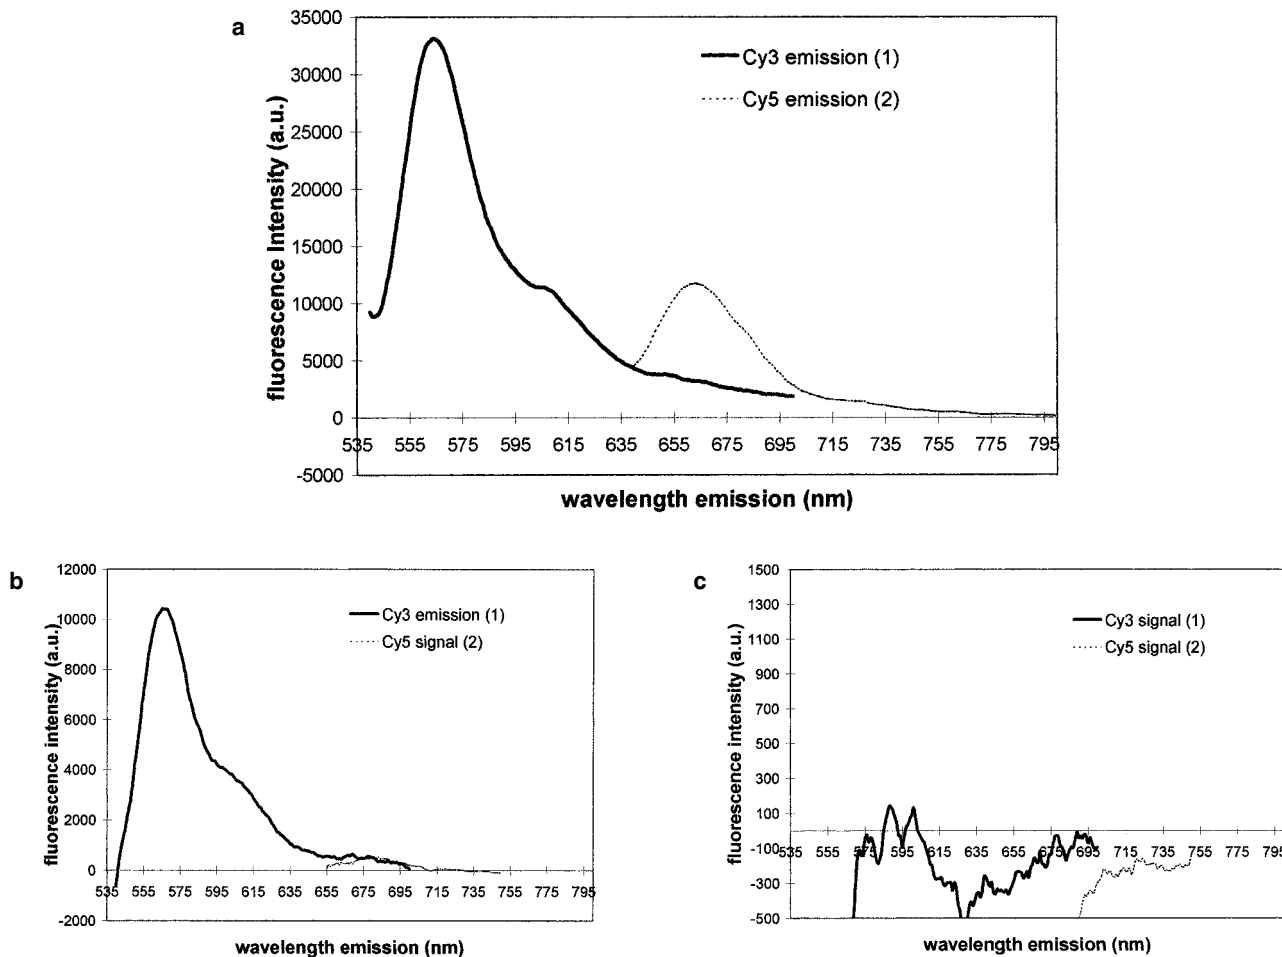 a
35000
30000
25000
20000
15000
10000
5000
0
-5000
fluorescence Intensity (a.u.)
Cy3 emission (1)
Cy5 emission (2)
535 555 575 595 615 635 655 675 695 715 735 755 775 795
wavelength emission (nm)
b
12000
10000
8000
6000
4000
2000
0
-2000
fluorescence intensity (a.u.)
Cy3 emission (1)
Cy5 signal (2)
535 555 575 595 615 635 655 675 695 715 735 755 775 795
wavelength emission (nm)
c
1500
1300
1100
900
700
500
300
100
-100
-300
-500
fluorescence intensity (a.u.)
Cy3 signal (1)
Cy5 signal (2)
535 555 575 595 615 635 655 675 695 715 735 755 775 795
wavelength emission (nm)